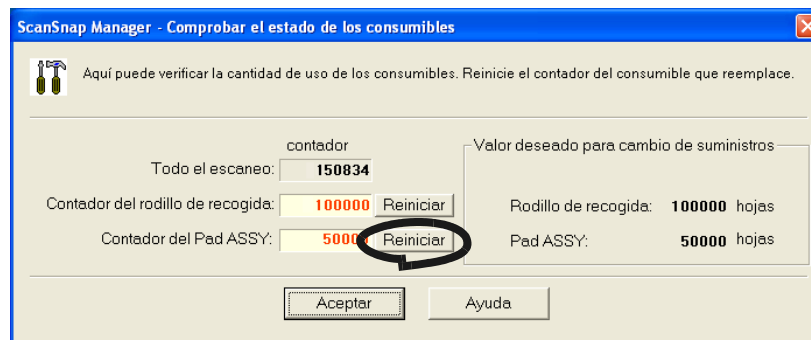 ScanSnap Manager - Comprobar el estado de los consumibles
Aquí puede verificar la cantidad de uso de los consumibles. Reinicie el contador del consumible que reemplace.
contador
Valor deseado para cambio de suministros
Todo el escaneo: 150834
Contador del rodillo de recogida: 100000 Reiniciar
Rodillo de recogida: 100000 hojas
Contador del Pad ASSY: 50000 Reiniciar
Pad ASSY: 50000 hojas
Aceptar
Ayuda